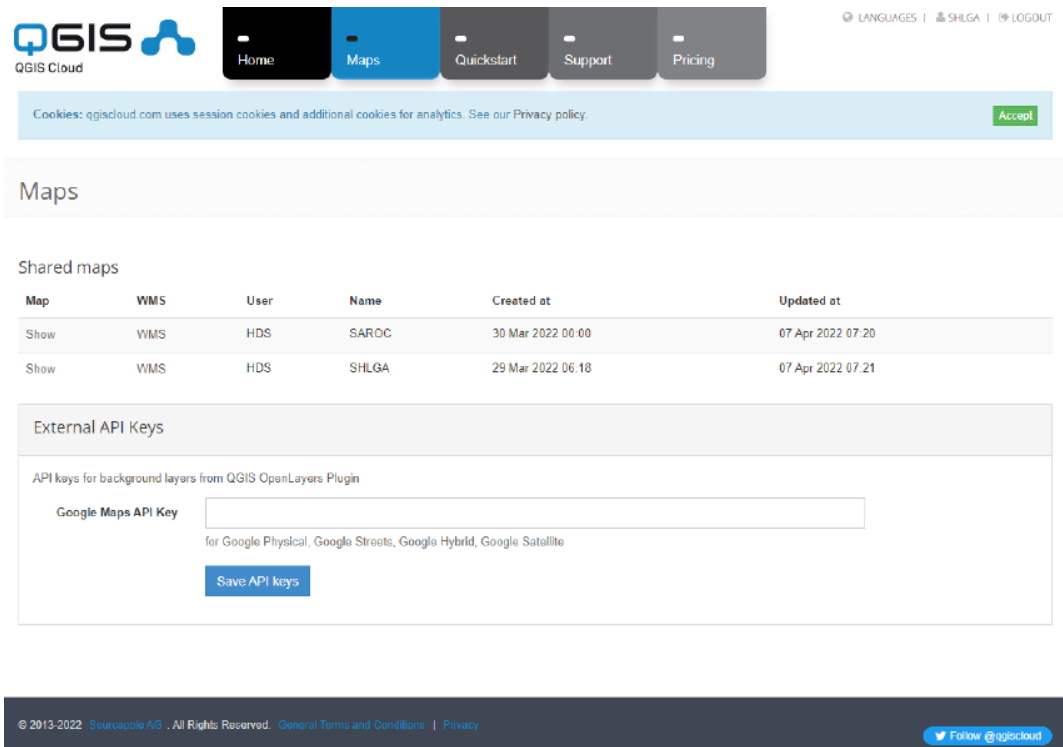 QGIS
QGIS Cloud
Home
Maps
Quickstart
Support
Pricing
LANGUAGES | SHLGA | LOGOUT
Cookies: qgiscloud.com uses session cookies and additional cookies for analytics. See our Privacy policy.
Accept
Maps
Shared maps
Map WMS User Name Created at Updated at
Show WMS HDS SAROC 30 Mar 2022 00:00 07 Apr 2022 07:20
Show WMS HDS SHLGA 29 Mar 2022 06:18 07 Apr 2022 07:21
External API Keys
API keys for background layers from QGIS OpenLayers Plugin
Google Maps API Key
for Google Physical, Google Streets, Google Hybrid, Google Satellite
Save API keys
© 2013-2022 Sourcepole AG . All Rights Reserved. General Terms and Conditions | Privacy
Follow @qgiscloud